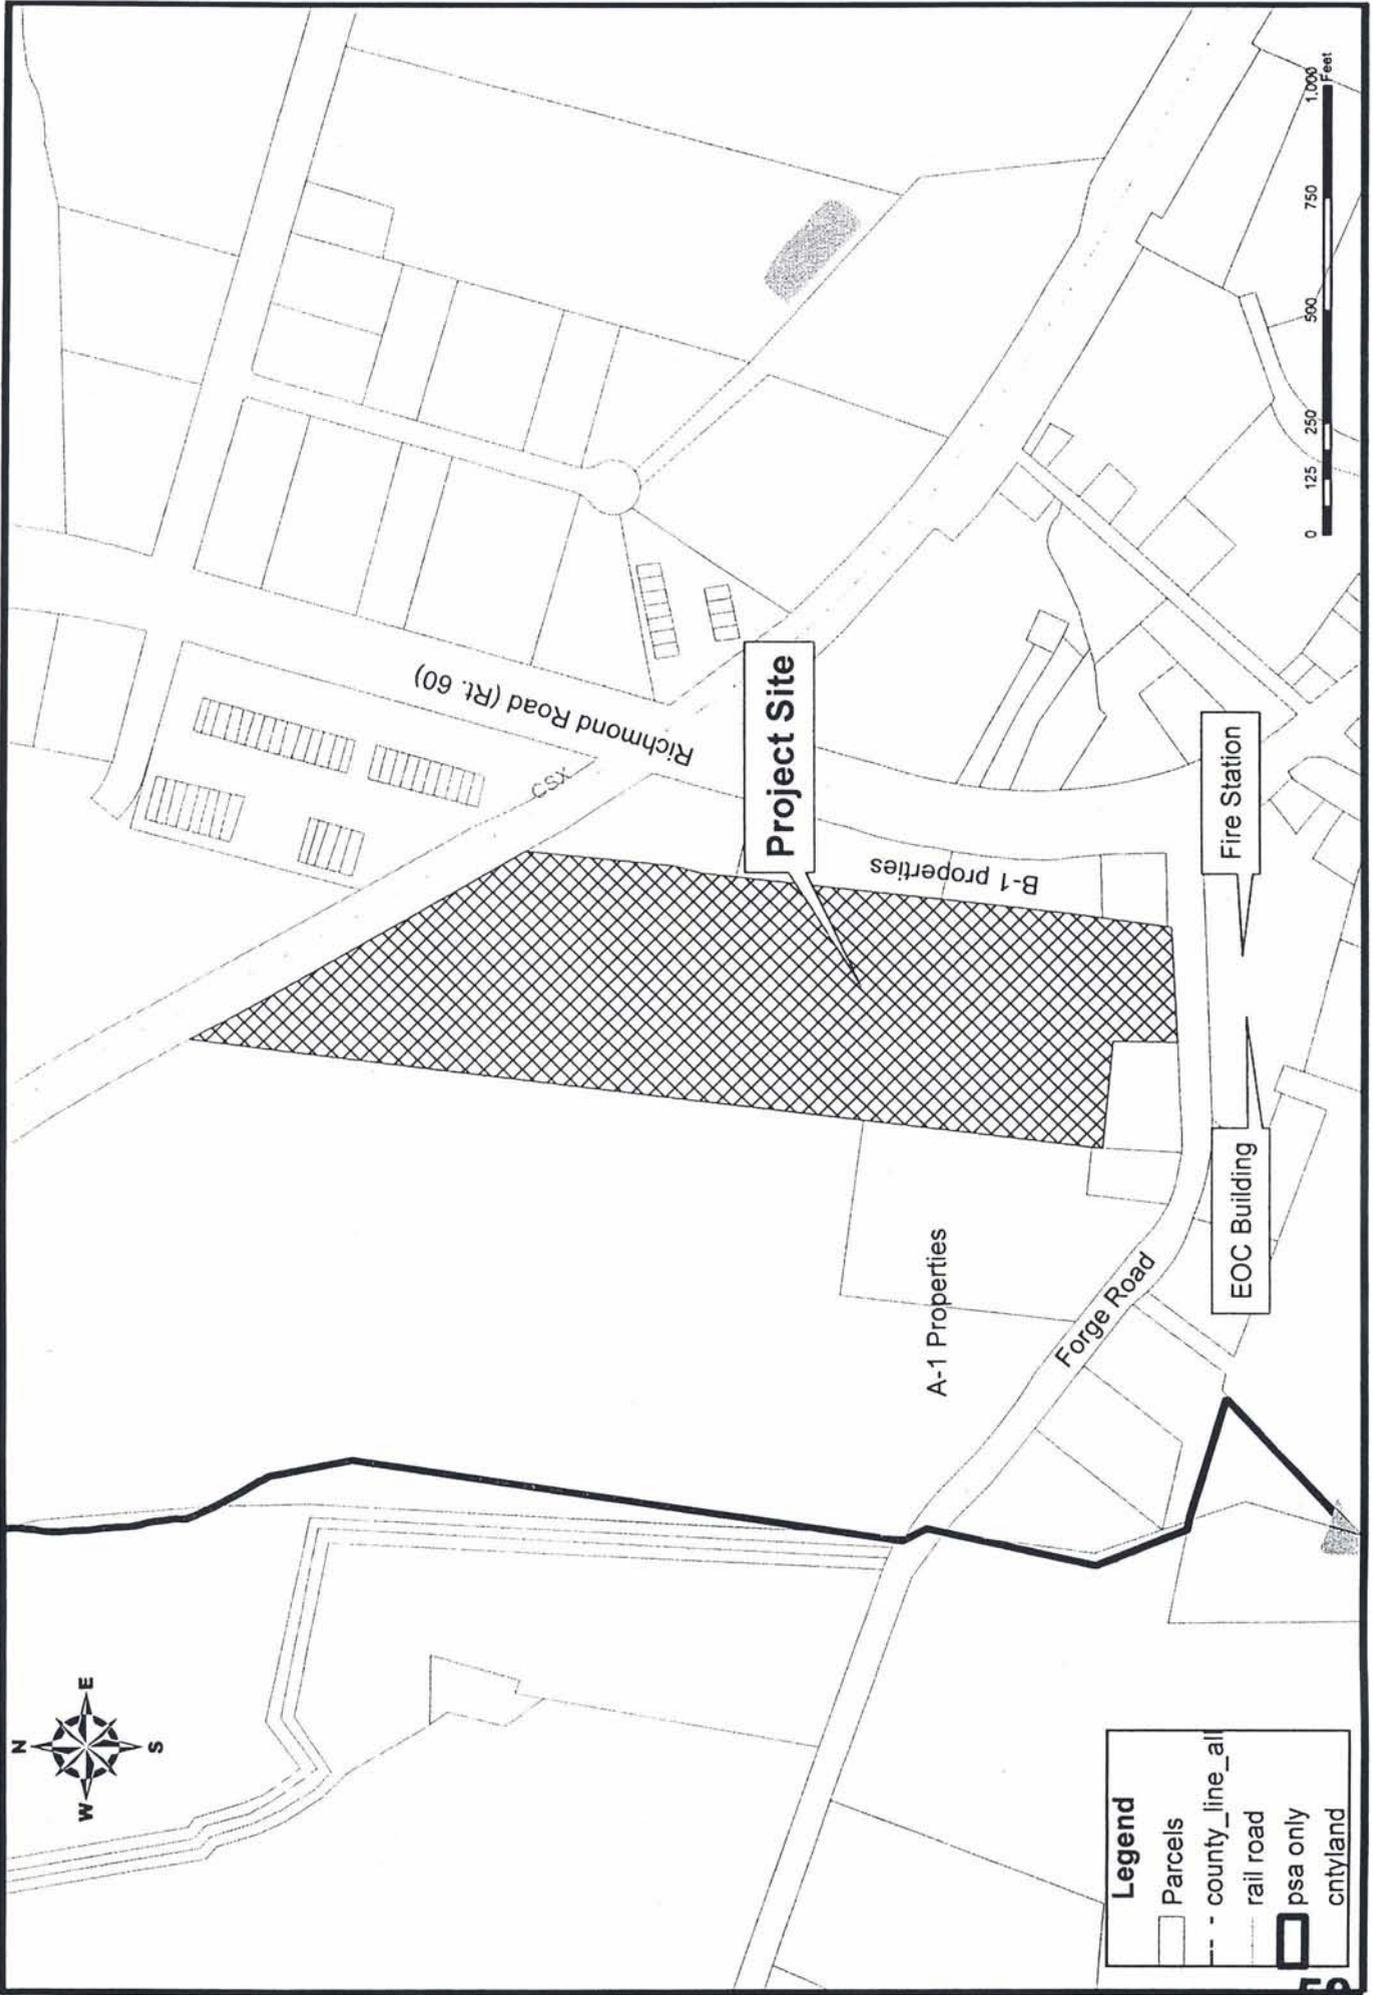 N
W
E
S
Richmond Road (Rt. 60)
CSX
Project Site
B-1 properties
A-1 Properties
Forge Road
Fire Station
EOC Building
0 125 250 500 750 1,000
Feet
Legend
Parcels
county_line_all
rail road
psa only
cntyland